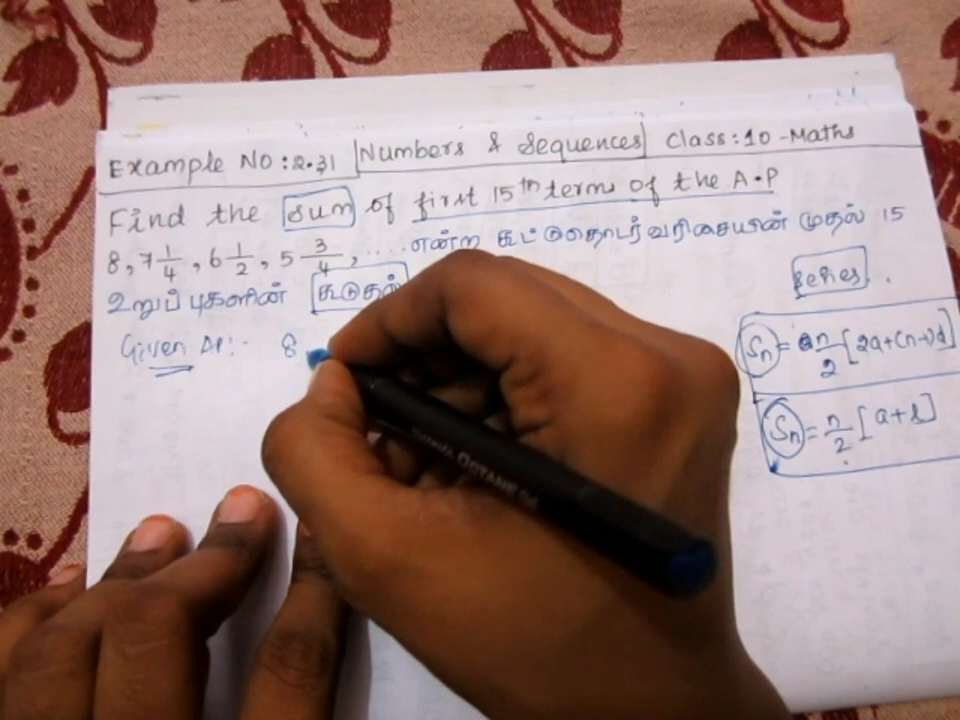 Example NO : 2.31 Numbers & Sequences Class : 10 - Maths
Find the sum of first 15th terms of the A.P
8, 7 1/4, 6 1/2, 5 3/4, .... என்ற கூட்டுதொடர்வரிசையின் முதல் 15
உறுப்புகளின் கூடுதல்
series.
Given AP:- 8
Sn = n/2 [2a+(n-1)d]
Sn = n/2 [a+l]
OCTANE